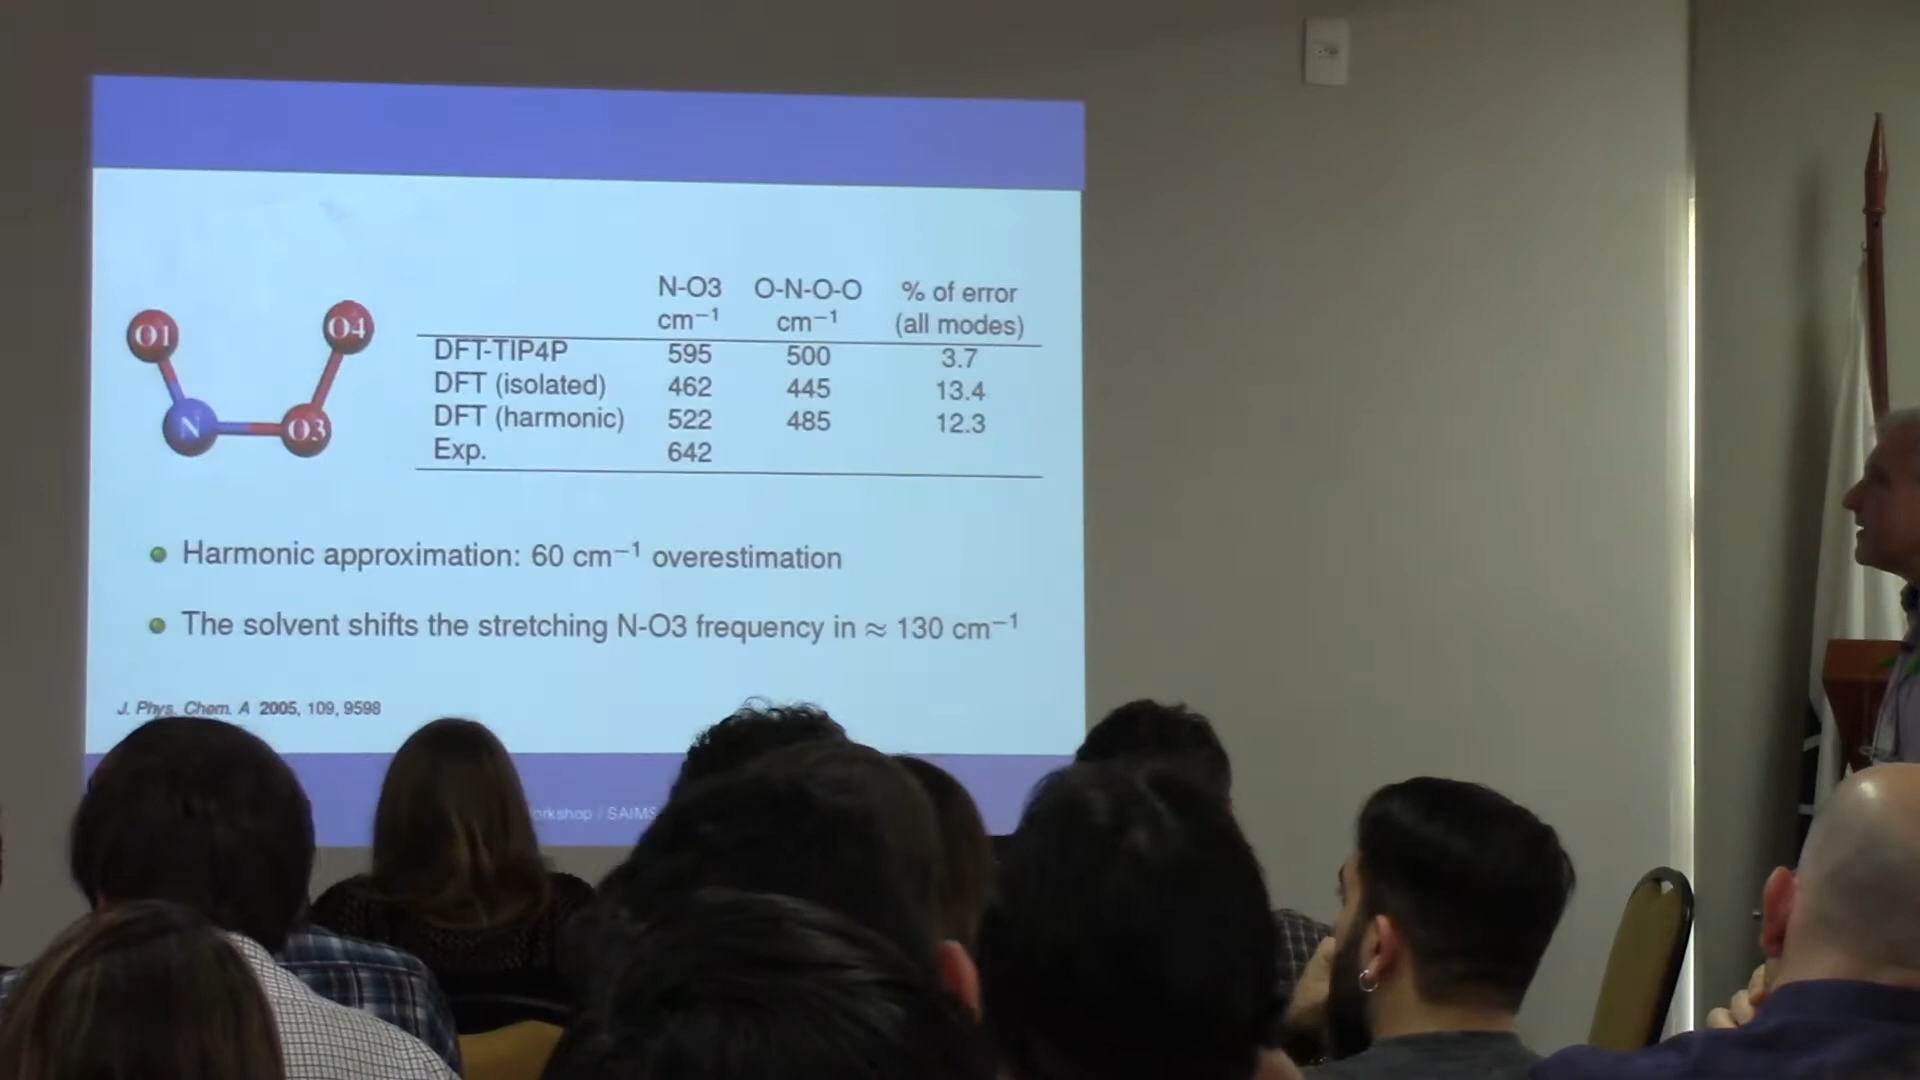 O1
O4
N
O3
N-O3 O-N-O-O % of error
cm⁻¹ cm⁻¹ (all modes)
DFT-TIP4P 595 500 3.7
DFT (isolated) 462 445 13.4
DFT (harmonic) 522 485 12.3
Exp. 642
Harmonic approximation: 60 cm⁻¹ overestimation
The solvent shifts the stretching N-O3 frequency in ≈ 130 cm⁻¹
J. Phys. Chem. A 2005, 109, 9598
/ SAIMS